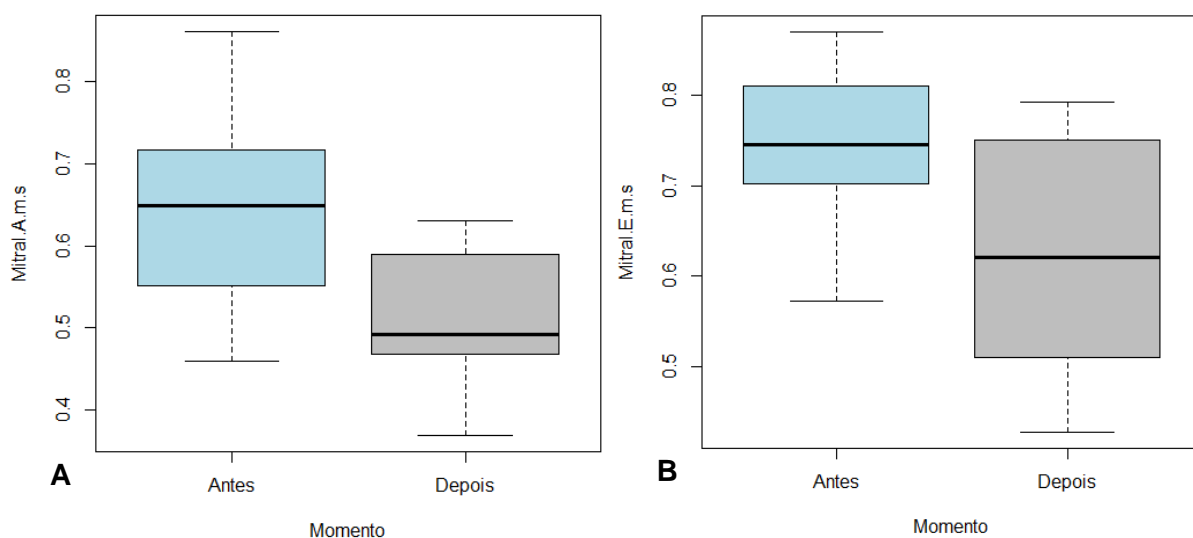 Mitral.A.m.s
0.8
0.7
0.6
0.5
0.4
A
Antes
Depois
Momento
Mitral.E.m.s
0.8
0.7
0.6
0.5
B
Antes
Depois
Momento